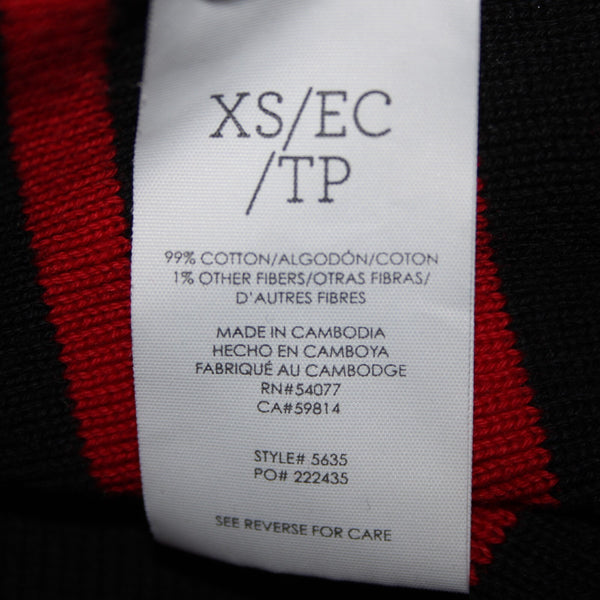 XS/EC
/TP
99% COTTON/ALGODÓN/COTON
1% OTHER FIBERS/OTRAS FIBRAS/
D'AUTRES FIBRES
MADE IN CAMBODIA
HECHO EN CAMBOYA
FABRIQUÉ AU CAMBODGE
RN#54077
CA#59814
STYLE# 5635
PO# 222435
SEE REVERSE FOR CARE